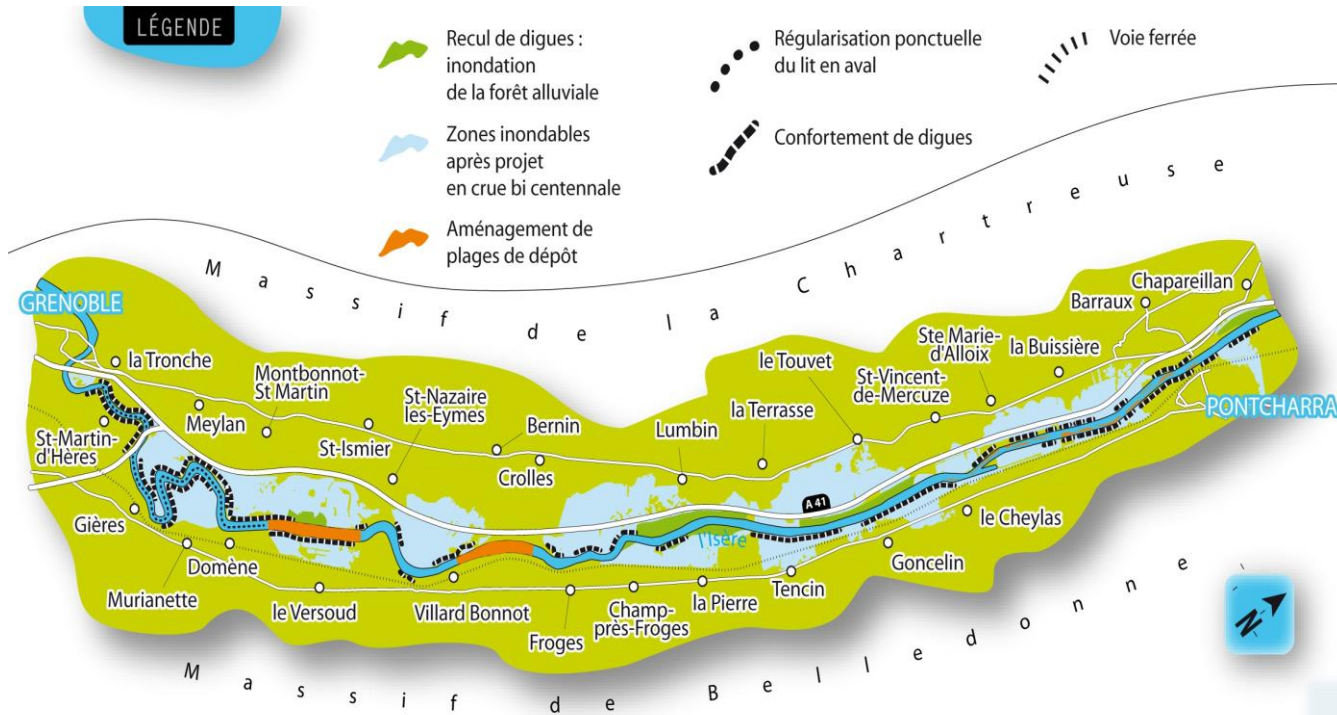 LÉGENDE
Recul de digues :
inondation
de la forêt alluviale
Zones inondables
après projet
en crue bi centennale
Aménagement de
plages de dépôt
Régularisation ponctuelle
du lit en aval
Confortement de digues
Voie ferrée
Massif de la Chartreuse
GRENOBLE
la Tronche
Meylan
Montbonnot-
St Martin
St-Ismier
St-Nazaire
les-Eymes
Bernin
Crolles
Lumbin
la Terrasse
le Touvet
St-Vincent-
de-Mercuze
Ste Marie-
d'Alloix
la Buissière
Barraux
Chapareillan
PONTCHARRA
St-Martin-
d'Hères
Gières
Murianette
Domène
le Versoud
Villard Bonnot
Froges
Champ-
près-Froges
la Pierre
Tencin
Goncelin
le Cheylas
A 41
l'Isère
Massif de Belledonne
N